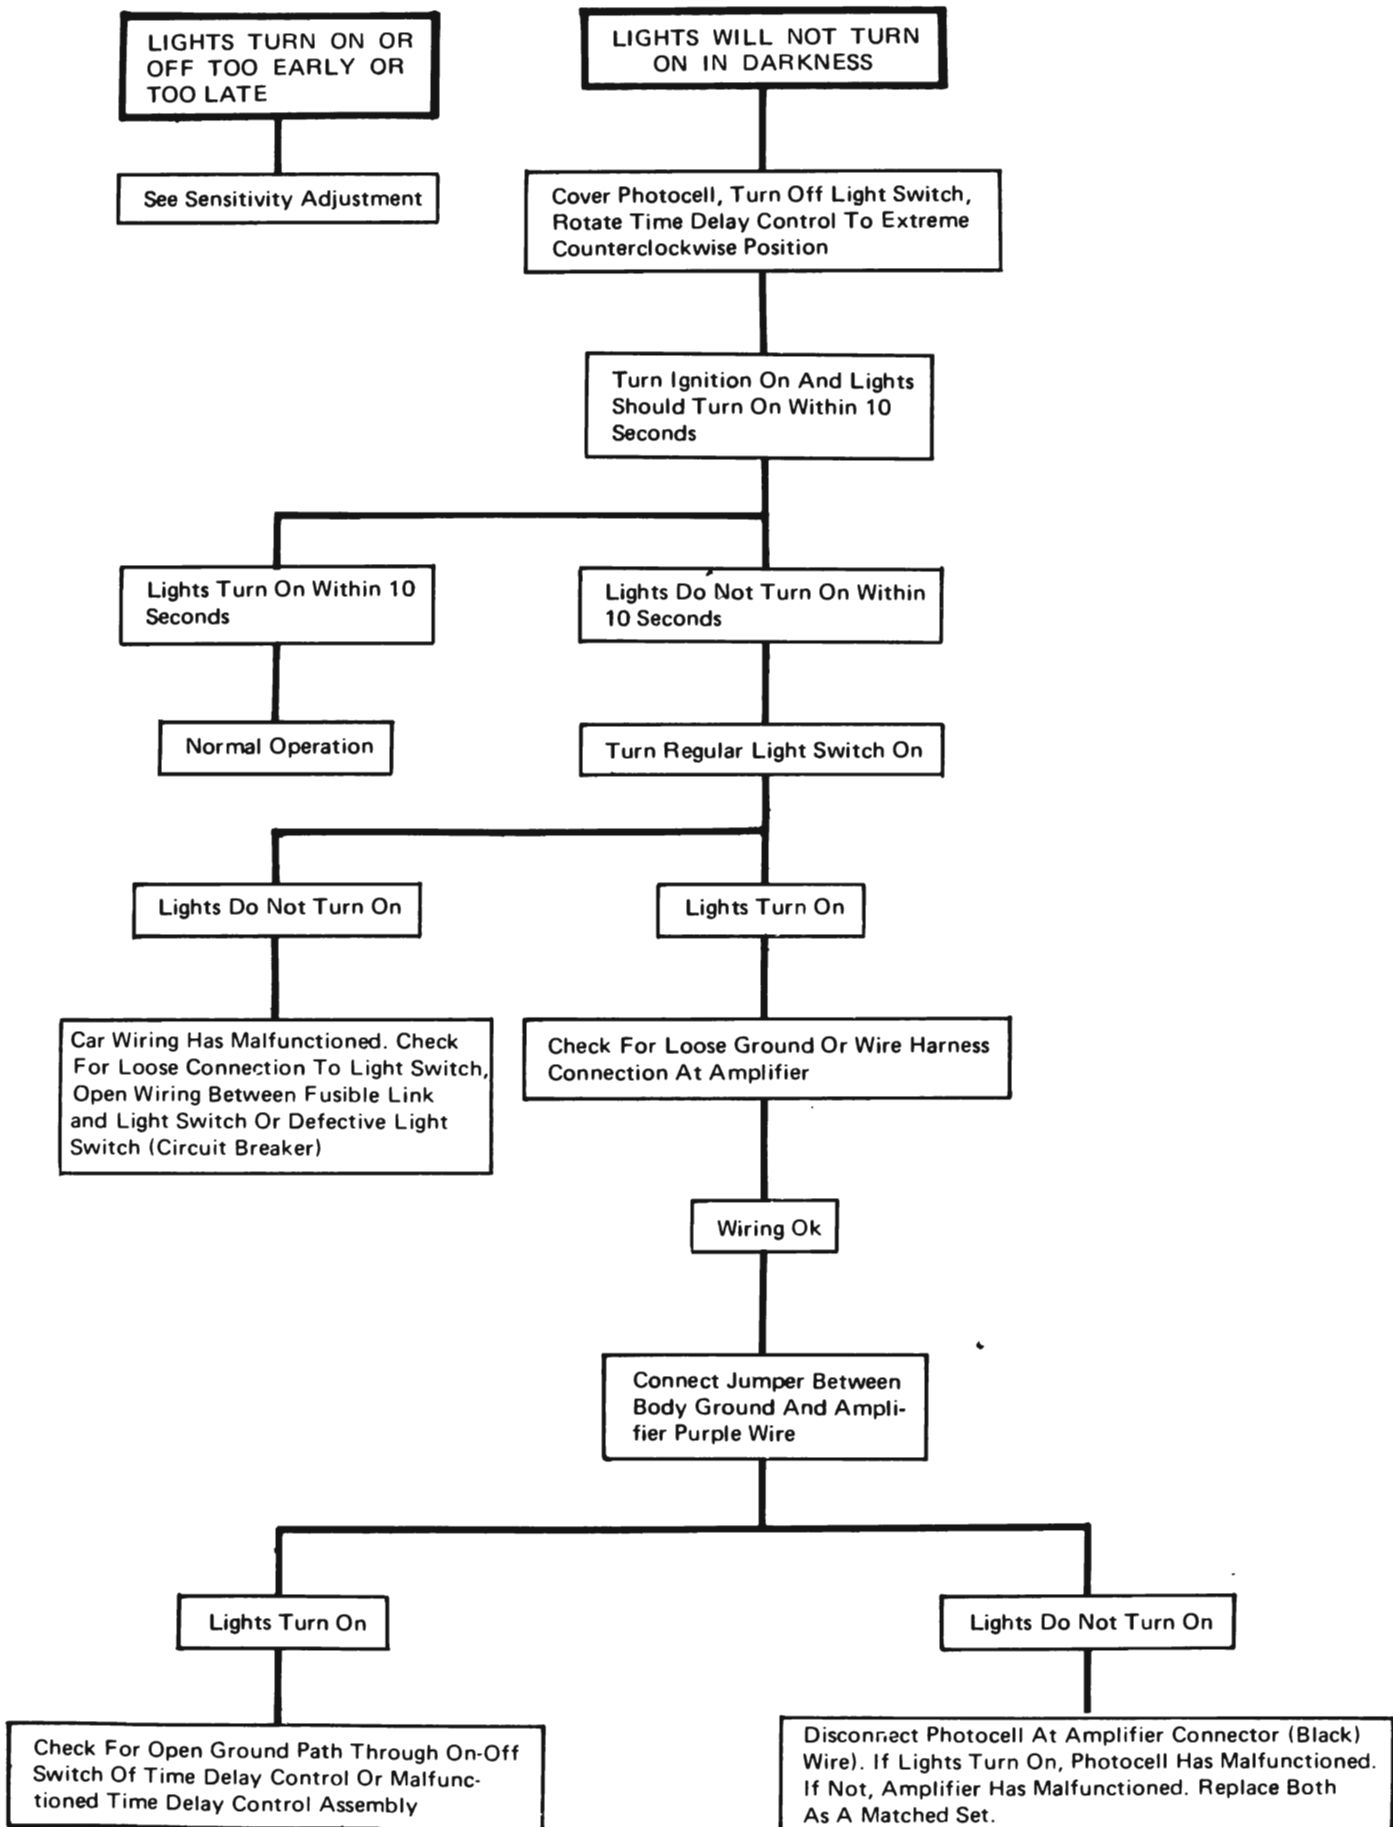 LIGHTS TURN ON OR
OFF TOO EARLY OR
TOO LATE
See Sensitivity Adjustment
LIGHTS WILL NOT TURN
ON IN DARKNESS
Cover Photocell, Turn Off Light Switch,
Rotate Time Delay Control To Extreme
Counterclockwise Position
Turn Ignition On And Lights
Should Turn On Within 10
Seconds
Lights Turn On Within 10
Seconds
Normal Operation
Lights Do Not Turn On Within
10 Seconds
Turn Regular Light Switch On
Lights Do Not Turn On
Car Wiring Has Malfunctioned. Check
For Loose Connection To Light Switch,
Open Wiring Between Fusible Link
and Light Switch Or Defective Light
Switch (Circuit Breaker)
Lights Turn On
Check For Loose Ground Or Wire Harness
Connection At Amplifier
Wiring Ok
Connect Jumper Between
Body Ground And Ampli-
fier Purple Wire
Lights Turn On
Check For Open Ground Path Through On-Off
Switch Of Time Delay Control Or Malfunc-
tioned Time Delay Control Assembly
Lights Do Not Turn On
Disconnect Photocell At Amplifier Connector (Black)
Wire). If Lights Turn On, Photocell Has Malfunctioned.
If Not, Amplifier Has Malfunctioned. Replace Both
As A Matched Set.